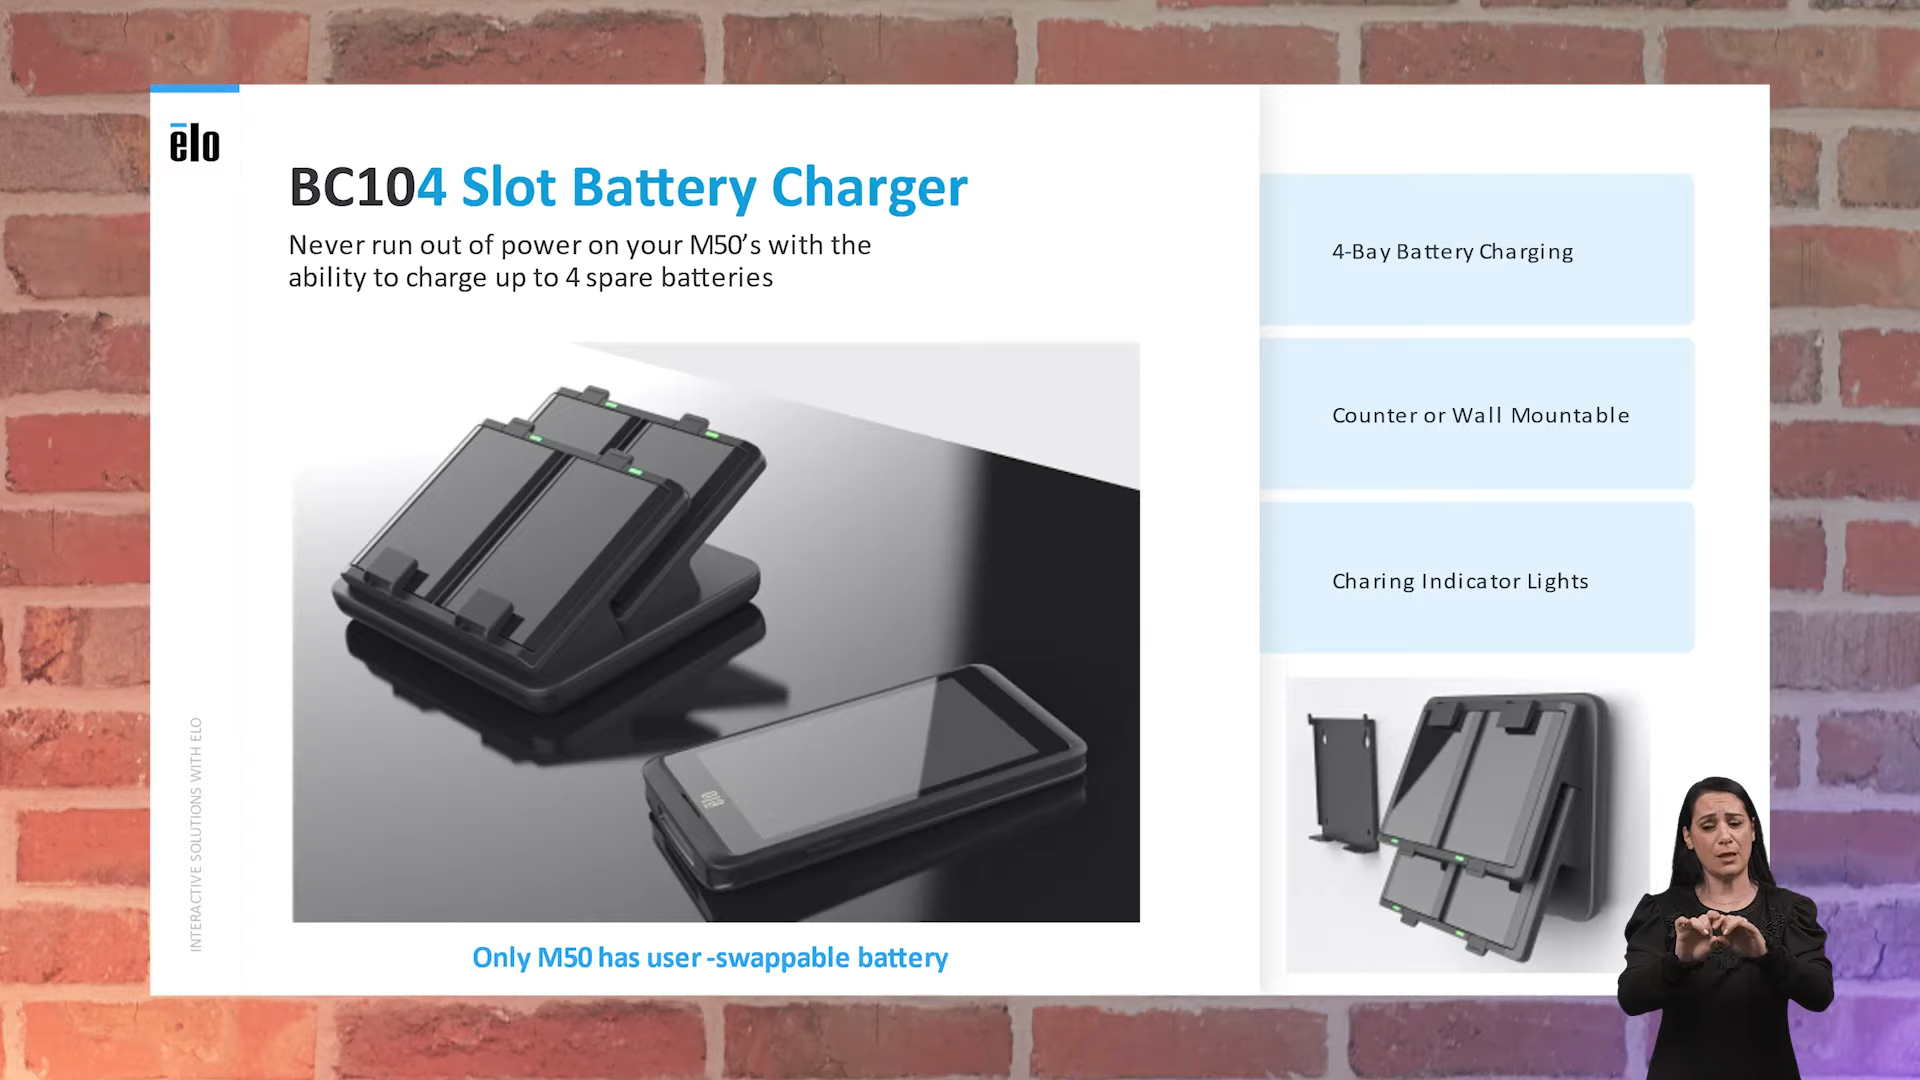 ēlo
BC104 Slot Battery Charger
Never run out of power on your M50's with the
ability to charge up to 4 spare batteries
elo
Only M50 has user -swappable battery
INTERACTIVE SOLUTIONS WITH ELO
4-Bay Battery Charging
Counter or Wall Mountable
Charing Indicator Lights